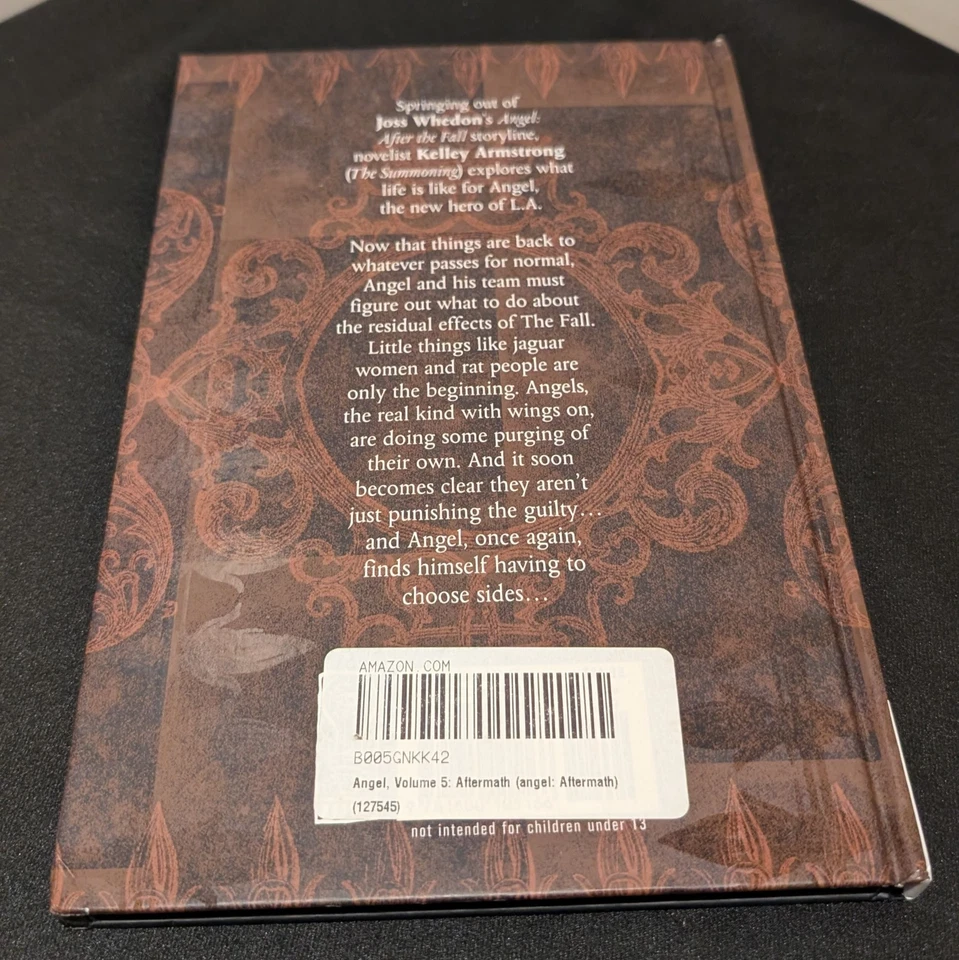 Springing out of
Joss Whedon's Angel:
After the Fall storyline,
novelist Kelley Armstrong
(The Summoning) explores what
life is like for Angel,
the new hero of L.A.
Now that things are back to
whatever passes for normal,
Angel and his team must
figure out what to do about
the residual effects of The Fall.
Little things like jaguar
women and rat people are
only the beginning. Angels,
the real kind with wings on,
are doing some purging of
their own. And it soon
becomes clear they aren't
just punishing the guilty...
and Angel, once again,
finds himself having to
choose sides...
AMAZON.COM
B005GNKK42
Angel, Volume 5: Aftermath (angel: Aftermath)
(127545)
not intended for children under 13